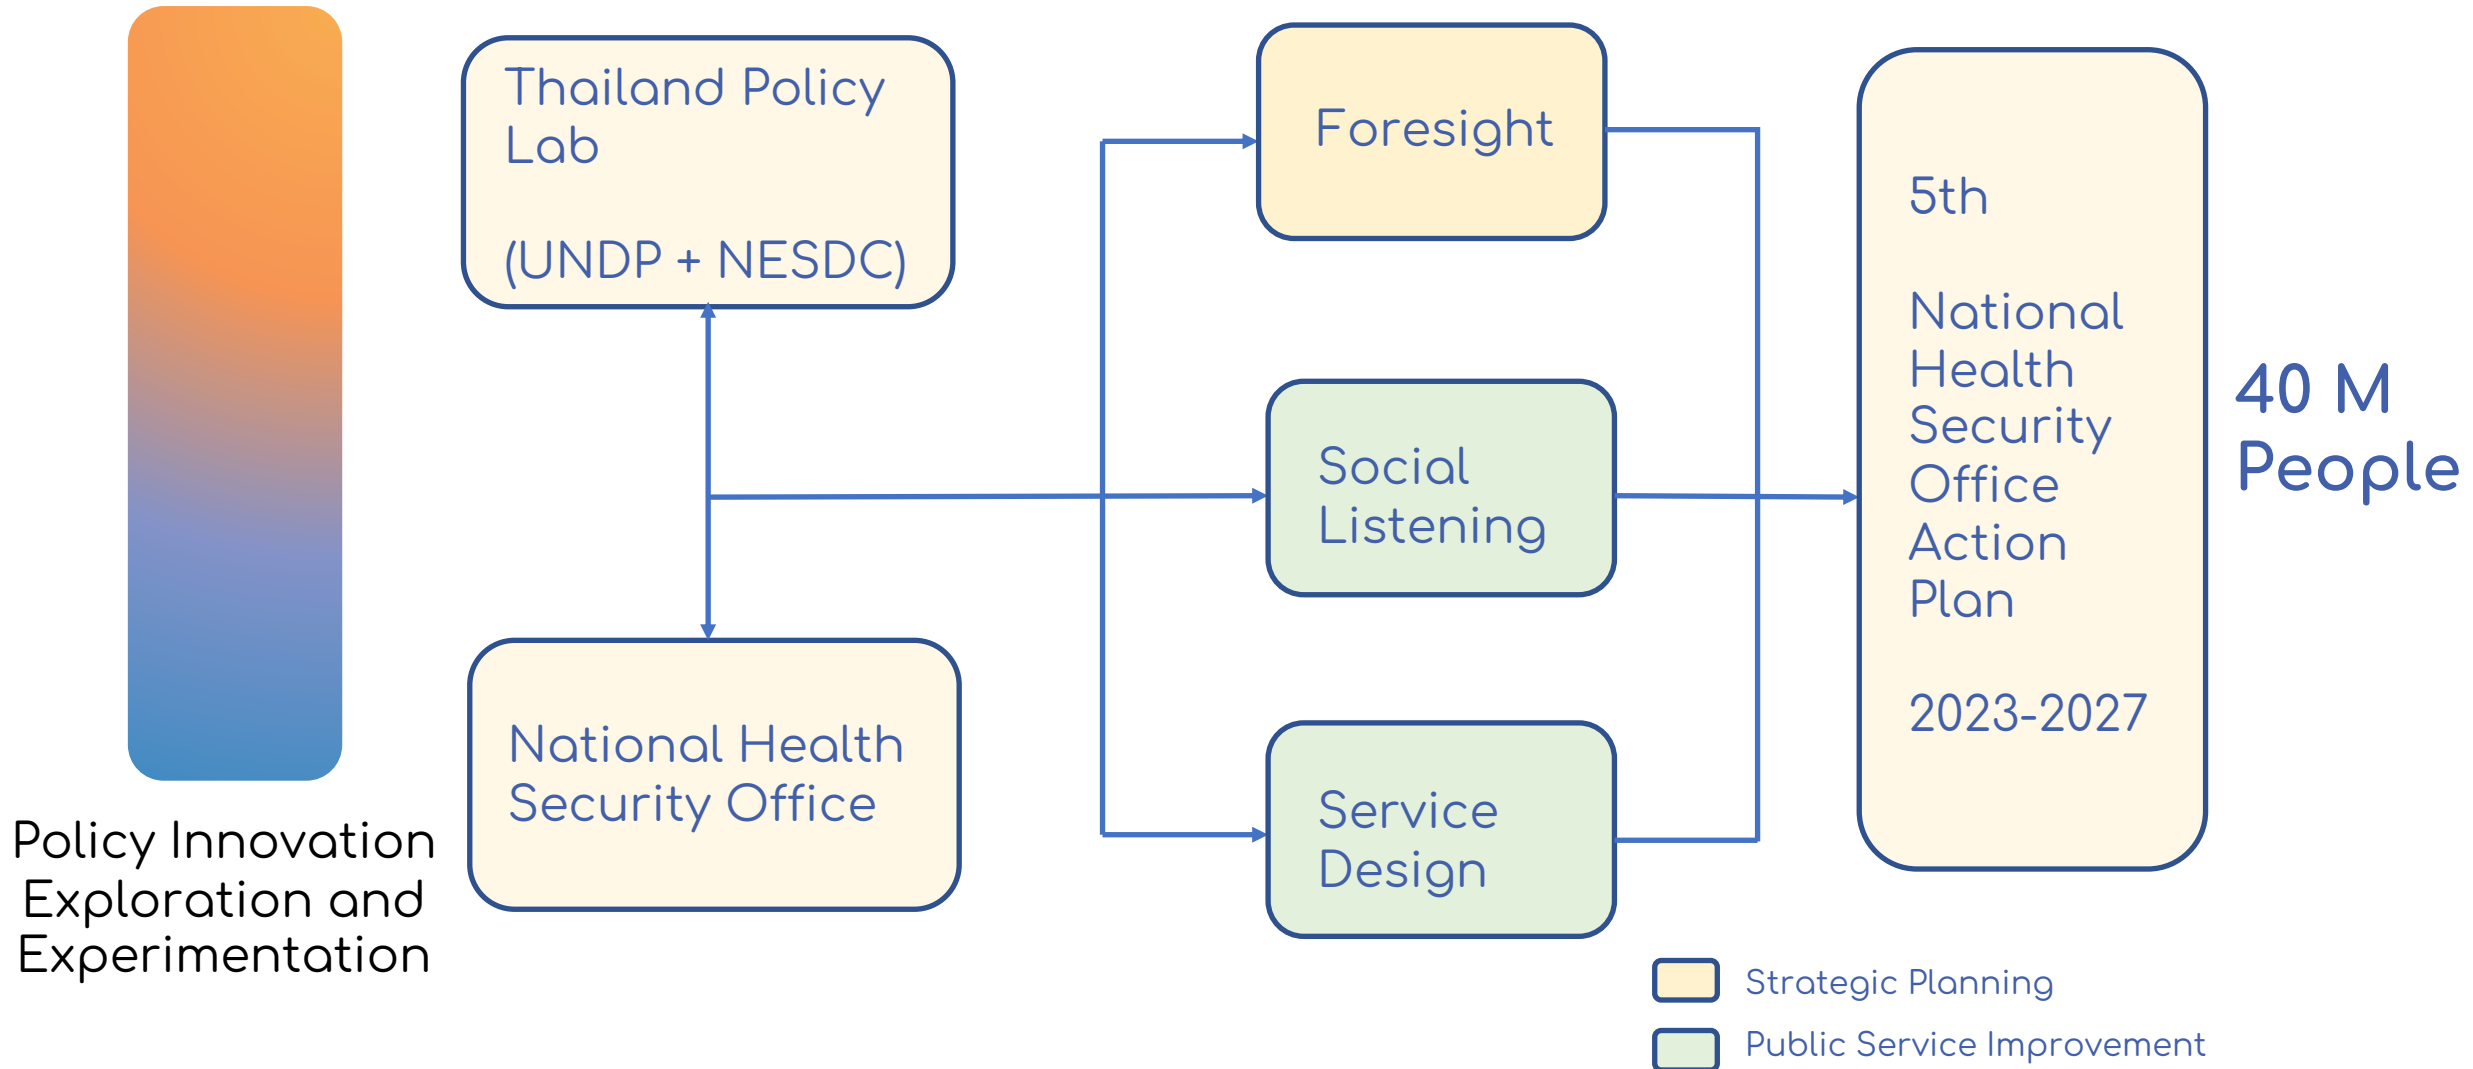 Thailand Policy
Lab
(UNDP + NESDC)
National Health
Security Office
Policy Innovation
Exploration and
Experimentation
Foresight
Social
Listening
Service
Design
5th
National
Health
Security
Office
Action
Plan
2023-2027
40 M
People
Strategic Planning
Public Service Improvement